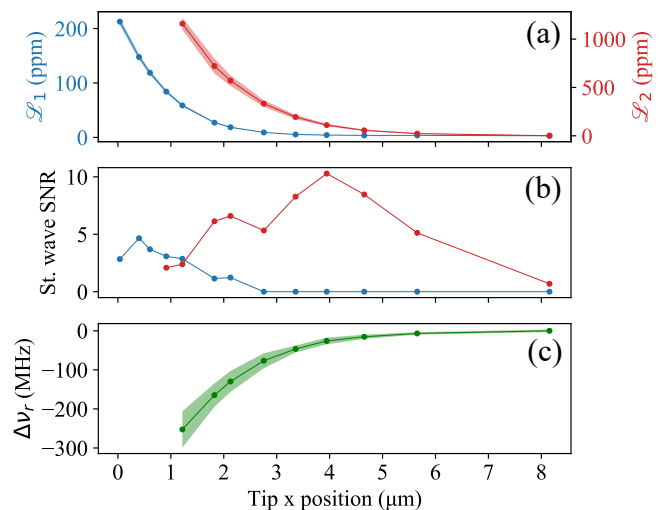 (a)
200
100
0
ℒ₁ (ppm)
1000
500
0
ℒ₂ (ppm)
(b)
10
5
0
St. wave SNR
(c)
0
−100
−200
−300
Δνᵣ (MHz)
0 1 2 3 4 5 6 7 8
Tip x position (μm)